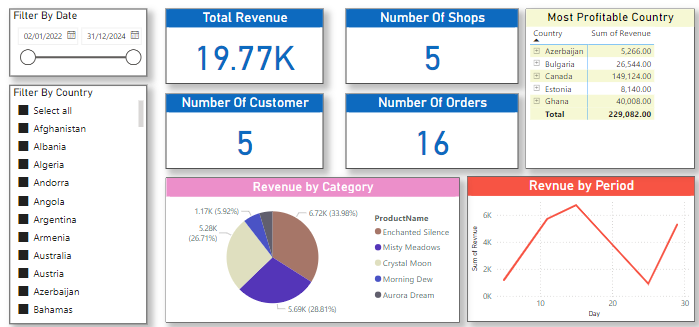 Filter By Date
02/01/2022
31/12/2024
Filter By Country
Select all
Afghanistan
Albania
Algeria
Andorra
Angola
Argentina
Armenia
Australia
Austria
Azerbaijan
Bahamas
Total Revenue
19.77K
Number Of Shops
5
Number Of Customer
5
Number Of Orders
16
Most Profitable Country
Country Sum of Revenue
Azerbaijan 5,266.00
Bulgaria 26,544.00
Canada 149,124.00
Estonia 8,140.00
Ghana 40,008.00
Total 229,082.00
Revenue by Category
1.17K (5.92%)
6.72K (33.98%)
5.28K
(26.71%)
5.69K (28.81%)
ProductName
Enchanted Silence
Misty Meadows
Crystal Moon
Morning Dew
Aurora Dream
Revnue by Period
Sum of Revnue
6K
4K
2K
0K
10
20
30
Day